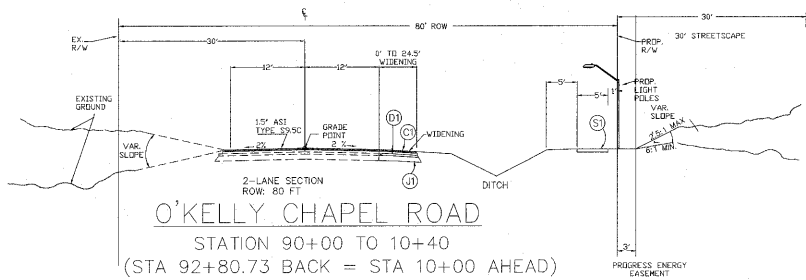 ℄
80' ROW
30'
EX.
R/W
30'
0' TO 24.5'
WIDENING
PROP.
R/W
30' STREETSCAPE
12'
12'
5'
5'
1'
PROP.
LIGHT
POLES
EXISTING
GROUND
1.5" ASI
TYPE S9.5C
GRADE
POINT
D1
C1
WIDENING
S1
VAR.
SLOPE
7.5:1 MAX
6:1 MIN.
VAR.
SLOPE
2%
2%
J1
2-LANE SECTION
ROW: 80 FT
DITCH
O'KELLY CHAPEL ROAD
STATION 90+00 TO 10+40
(STA 92+80.73 BACK = STA 10+00 AHEAD)
3'
PROGRESS ENERGY
EASEMENT